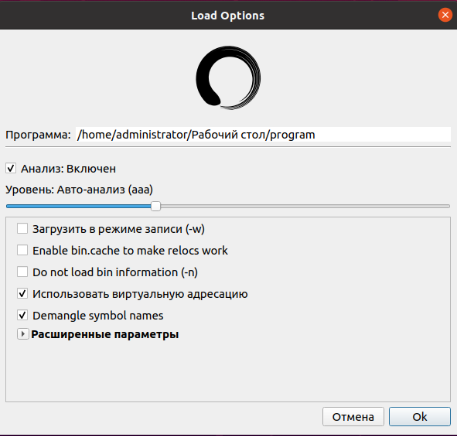 Load Options
Программа: /home/administrator/Рабочий стол/program
Анализ: Включен
Уровень: Авто-анализ (aaa)
Загрузить в режиме записи (-w)
Enable bin.cache to make relocs work
Do not load bin information (-n)
Использовать виртуальную адресацию
Demangle symbol names
Расширенные параметры
Отмена Ok